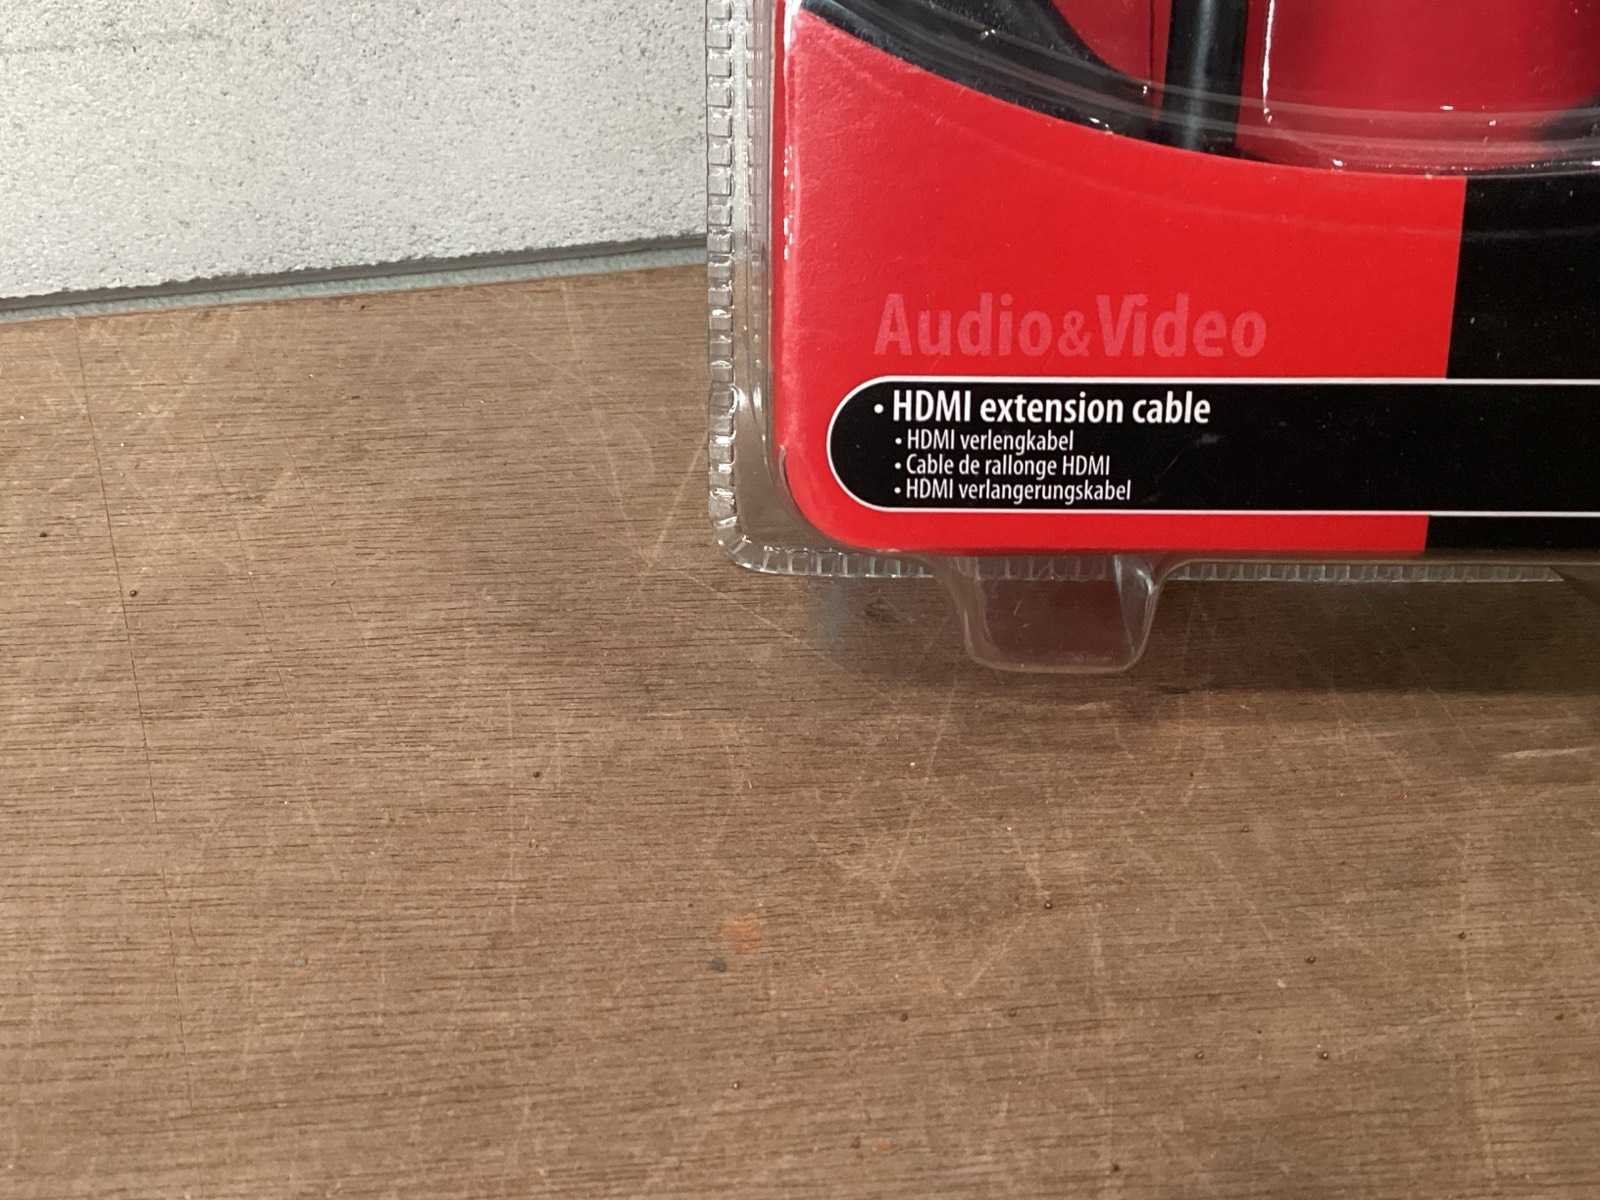 Audio&Video
• HDMI extension cable
• HDMI verlengkabel
• Cable de rallonge HDMI
• HDMI verlangerungskabel